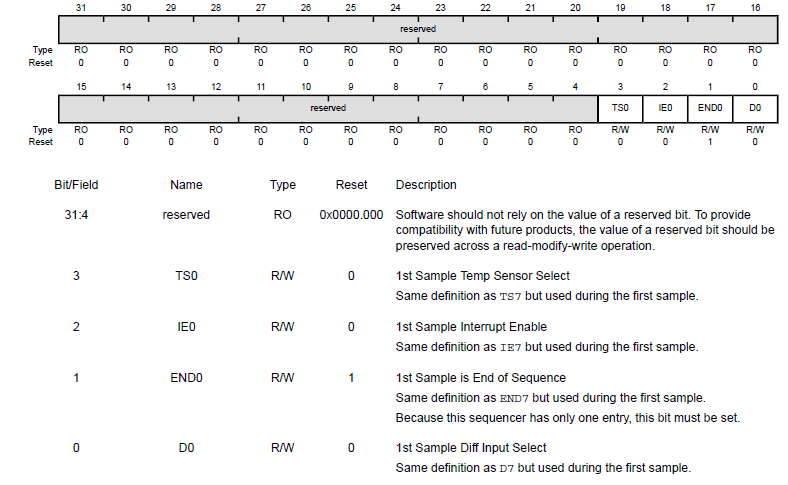 31 30 29 28 27 26 25 24 23 22 21 20 19 18 17 16
reserved
Type RO RO RO RO RO RO RO RO RO RO RO RO RO RO RO RO
Reset 0 0 0 0 0 0 0 0 0 0 0 0 0 0 0 0
15 14 13 12 11 10 9 8 7 6 5 4 3 2 1 0
reserved TS0 IE0 END0 D0
Type RO RO RO RO RO RO RO RO RO RO RO RO R/W R/W R/W R/W
Reset 0 0 0 0 0 0 0 0 0 0 0 0 0 0 1 0
Bit/Field Name Type Reset Description
31:4 reserved RO 0x0000.000 Software should not rely on the value of a reserved bit. To provide
compatibility with future products, the value of a reserved bit should be
preserved across a read-modify-write operation.
3 TS0 R/W 0 1st Sample Temp Sensor Select
Same definition as TS7 but used during the first sample.
2 IE0 R/W 0 1st Sample Interrupt Enable
Same definition as IE7 but used during the first sample.
1 END0 R/W 1 1st Sample is End of Sequence
Same definition as END7 but used during the first sample.
Because this sequencer has only one entry, this bit must be set.
0 D0 R/W 0 1st Sample Diff Input Select
Same definition as D7 but used during the first sample.